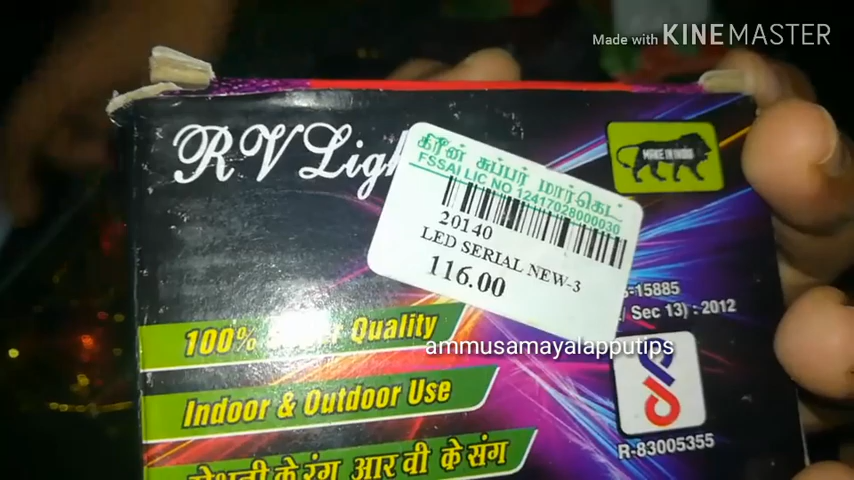 Made with KINEMASTER
RV Ligh
கிரீன் சுப்பர் மார்கெட்
FSSAI LIC NO 12417028000030
20140
LED SERIAL NEW-3
116.00
MAKE IN INDIA
-15885
Sec 13) : 2012
100% Quality
ammusamayalapputips
Indoor & Outdoor Use
R-83005355
के रंग आर वी के संग